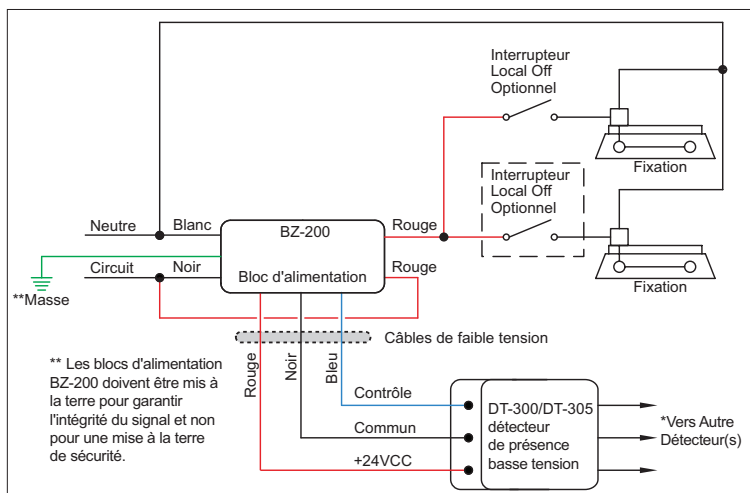 Interrupteur
Local Off
Optionnel
Fixation
Interrupteur
Local Off
Optionnel
Fixation
Neutre
Blanc
BZ-200
Rouge
Circuit
Noir
Bloc d'alimentation
Rouge
**Masse
Câbles de faible tension
Rouge
Noir
Bleu
** Les blocs d'alimentation
BZ-200 doivent être mis à
la terre pour garantir
l'intégrité du signal et non
pour une mise à la terre
de sécurité.
Contrôle
Commun
+24VCC
DT-300/DT-305
détecteur
de présence
basse tension
*Vers Autre
Détecteur(s)